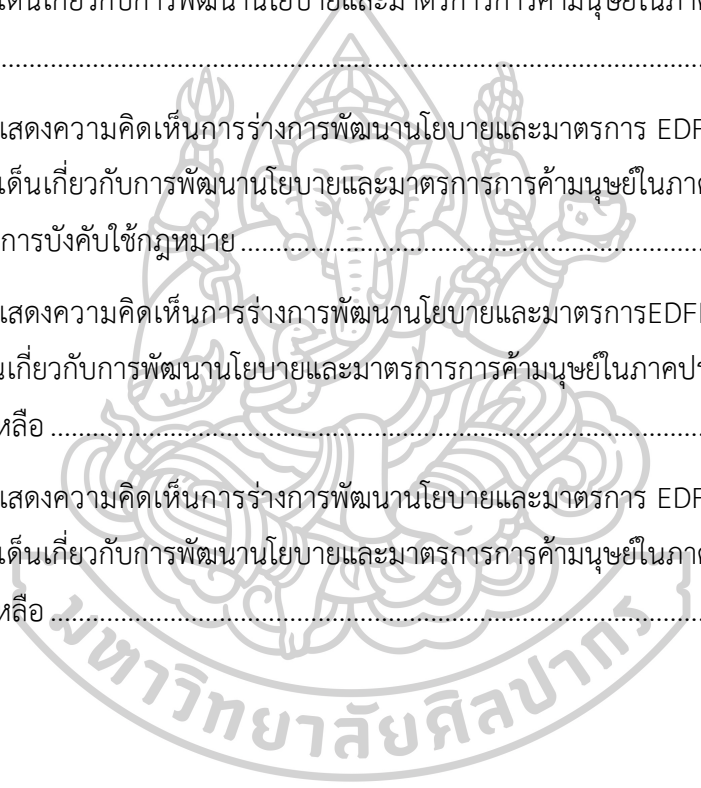 ด็นเกี่ยวกับการพัฒนานโยบายและมาตรการการค้ามนุษย์ในภาค
แสดงความคิดเห็นการร่างการพัฒนานโยบายและมาตรการ EDF
ด็นเกี่ยวกับการพัฒนานโยบายและมาตรการการค้ามนุษย์ในภาค
การบังคับใช้กฎหมาย
แสดงความคิดเห็นการร่างการพัฒนานโยบายและมาตรการEDF
นเกี่ยวกับการพัฒนานโยบายและมาตรการการค้ามนุษย์ในภาคปร
หลือ
แสดงความคิดเห็นการร่างการพัฒนานโยบายและมาตรการ EDF
ด็นเกี่ยวกับการพัฒนานโยบายและมาตรการการค้ามนุษย์ในภาค
หลือ
มหาวิทยาลัยศิลปากร